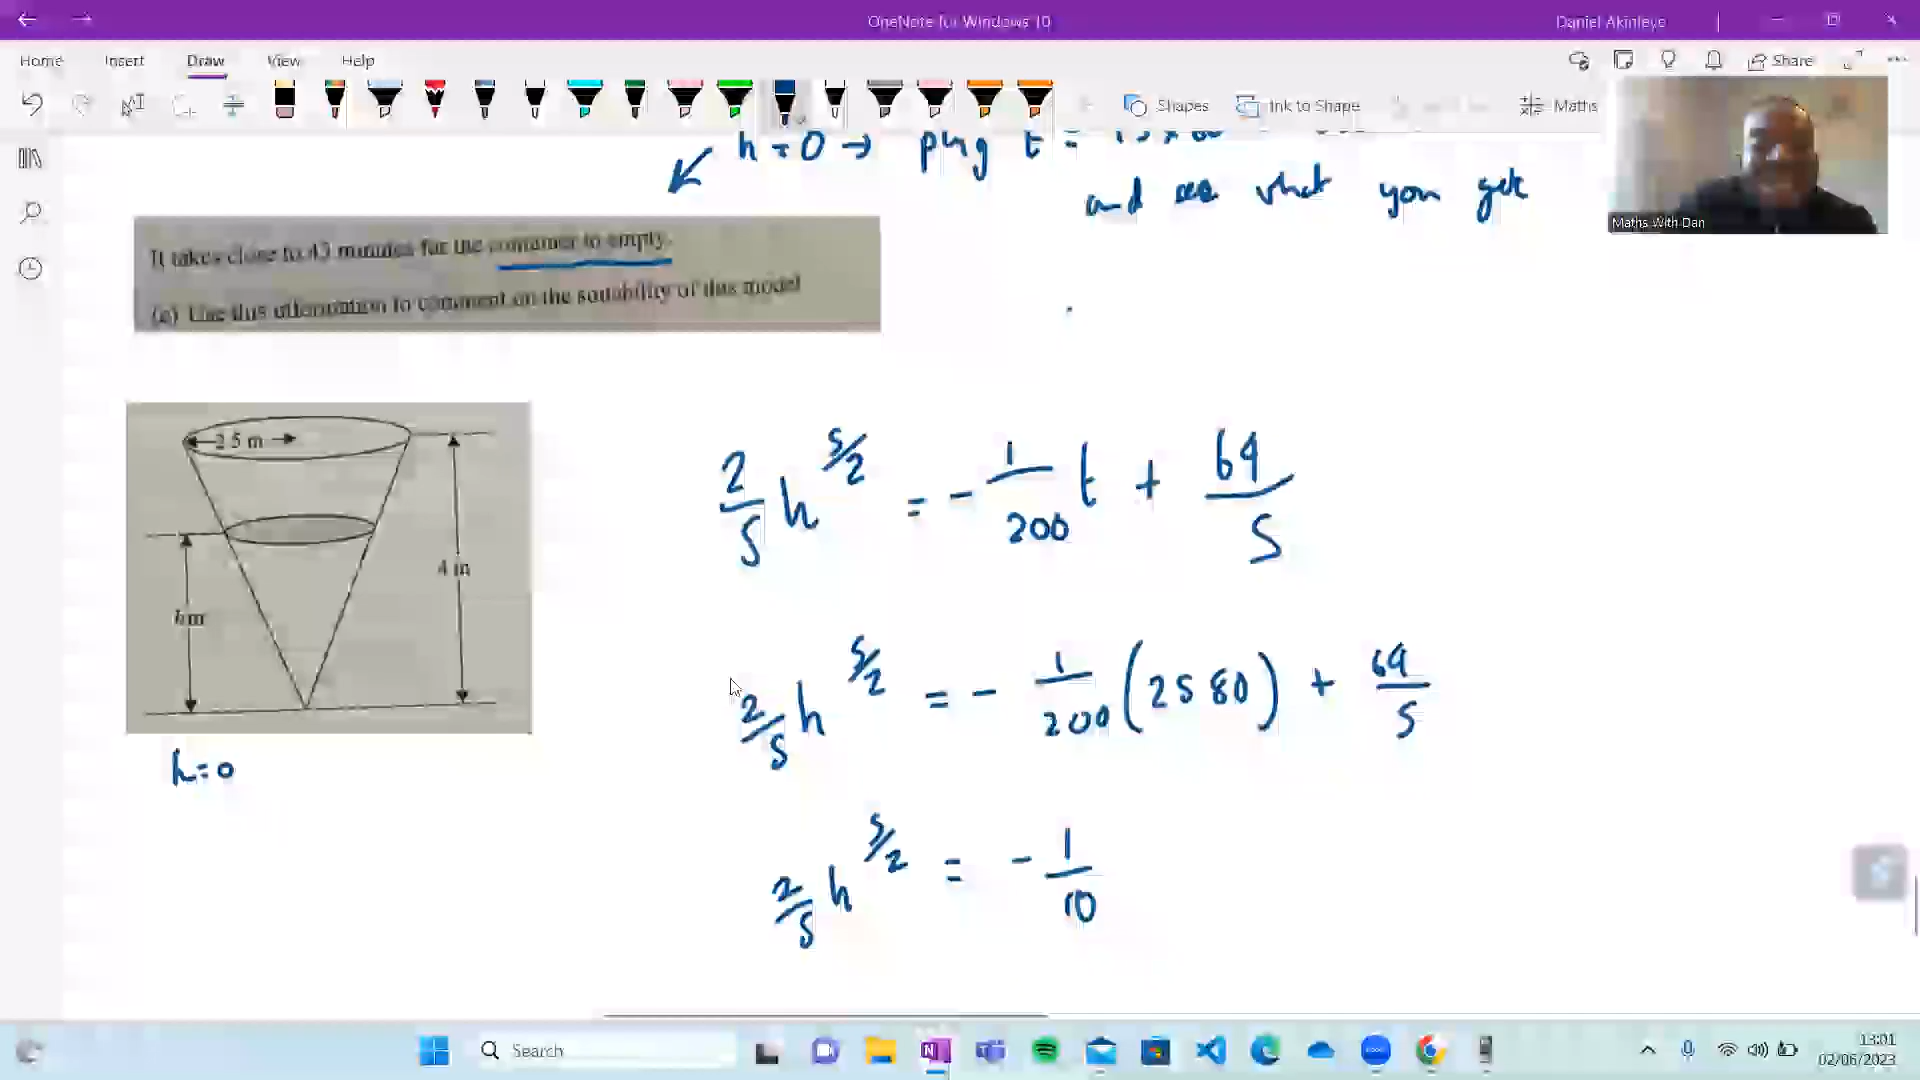 OneNote for Windows 10
Daniel Akinleye
Home Insert Draw View Help
Share
Shapes Ink to Shape Maths
Maths With Dan
h = 0 → plug t =
and see what you get
It takes close to 43 minutes for the container to empty.
(e) Use this information to comment on the suitability of this model
2.5 m
4 m
h m
h = 0
2/5 h^5/2 = - 1/200 t + 64/5
2/5 h^5/2 = - 1/200 (2580) + 64/5
2/5 h^5/2 = - 1/10
Search
zoom
13:01
02/06/2023